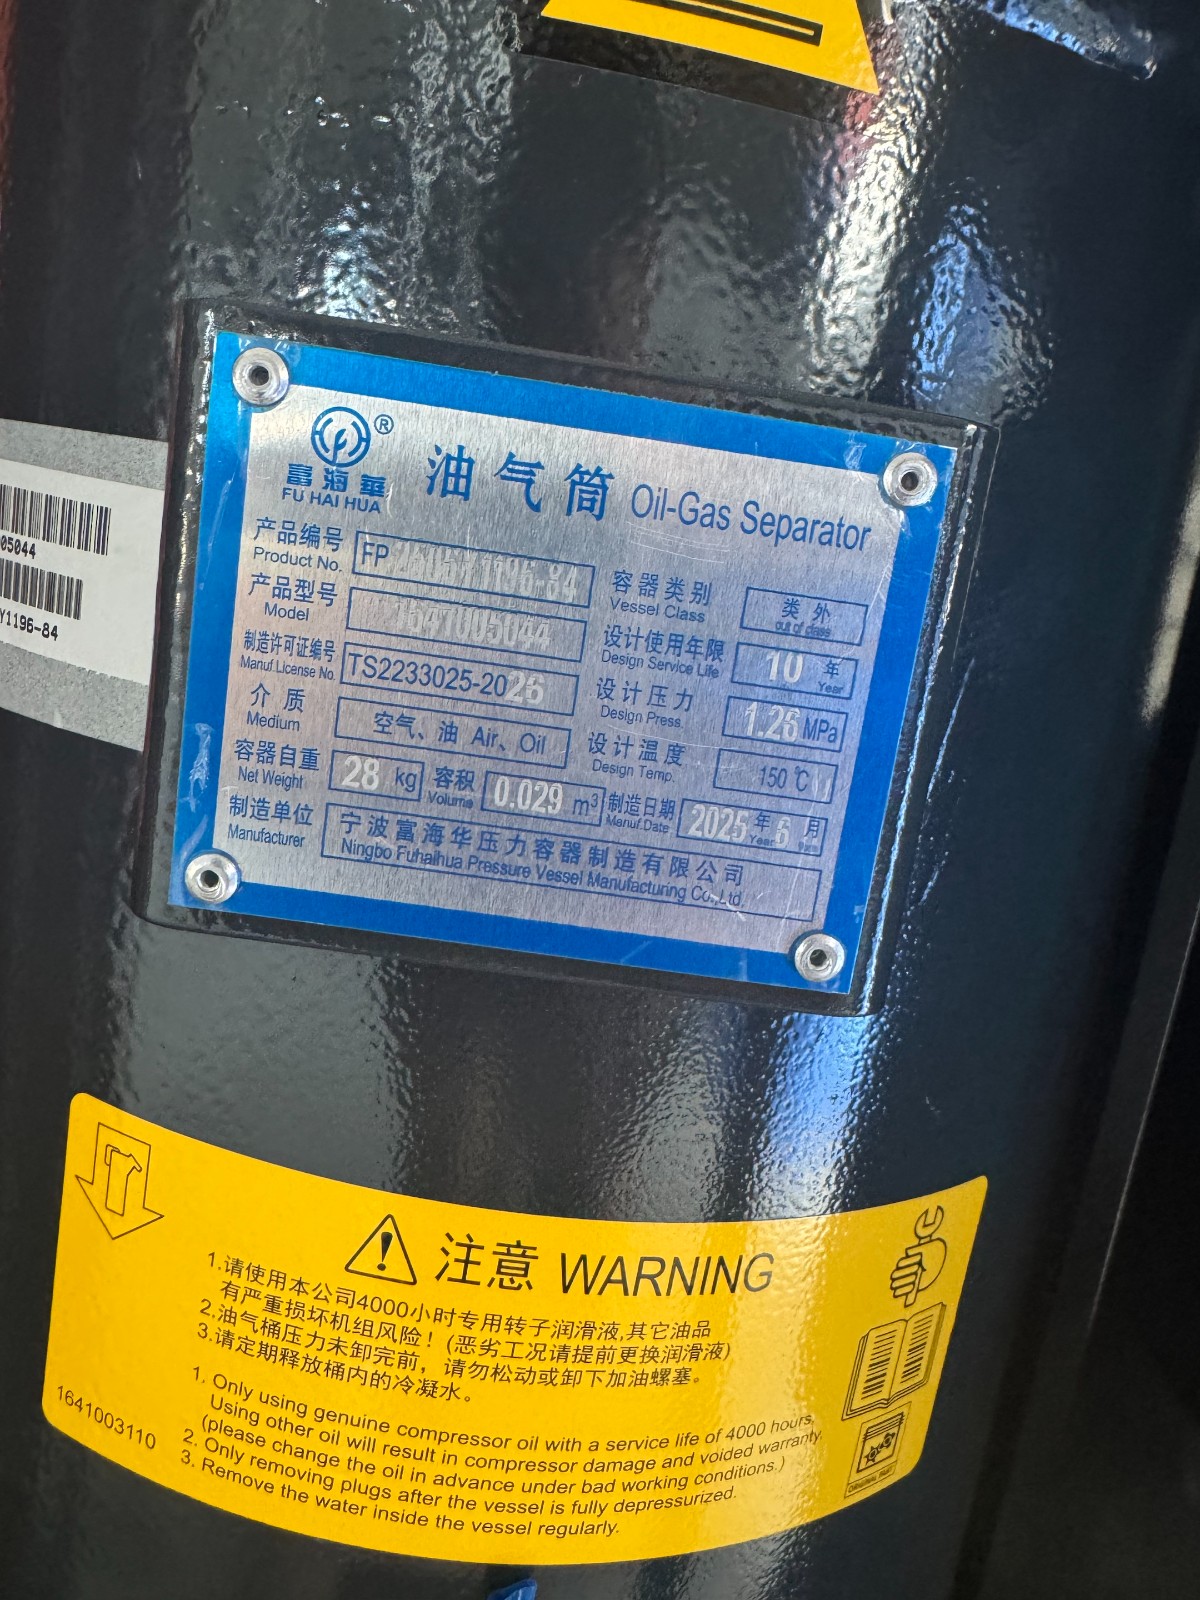 05044
Y1196-84
富海华®
FU HAI HUA
油气筒 Oil-Gas Separator
产品编号 FP
Product No.
产品型号 1641005044
Model
制造许可证编号 TS2233025-2026
Manuf.License No.
介质 空气、油 Air、Oil
Medium
容器自重 28 kg 容积 0.029 m³
Net Weight Volume
制造单位 宁波富海华压力容器制造有限公司
Manufacturer Ningbo Fuhaihua Pressure Vessel Manufacturing Co.,Ltd.
容器类别 类外
Vessel Class out of class
设计使用年限 10 年
Design Service Life Year
设计压力 1.26 MPa
Design Press.
设计温度 150℃
Design Temp.
制造日期 2025年6月
Manuf.Date Year
注意 WARNING
1.请使用本公司4000小时专用转子润滑液,其它油品
有严重损坏机组风险！(恶劣工况请提前更换润滑液)
2.油气桶压力未卸完前，请勿松动或卸下加油螺塞。
3.请定期释放桶内的冷凝水。
1. Only using genuine compressor oil with a service life of 4000 hours,
Using other oil will result in compressor damage and voided warranty.
(please change the oil in advance under bad working conditions.)
2. Only removing plugs after the vessel is fully depressurized.
3. Remove the water inside the vessel regularly.
1641003110
ORIGINAL PART